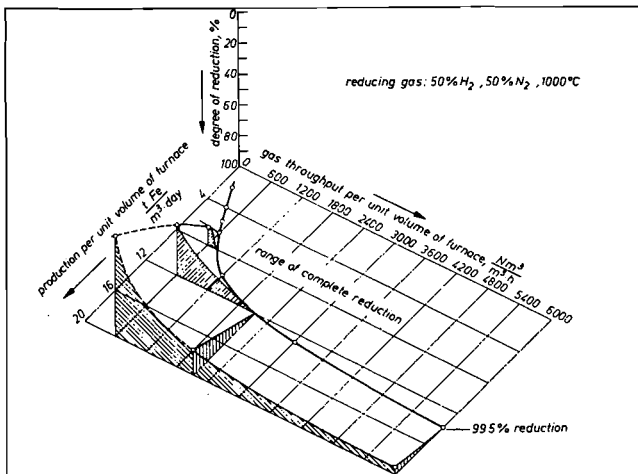 0
20
40
60
80
100
degree of reduction, %
reducing gas: 50% H₂, 50% N₂, 1000°C
gas throughput per unit volume of furnace, Nm³/m³h
0 600 1200 1800 2400 3000 3600 4200 4800 5400 6000
production per unit volume of furnace
t Fe/m³.day
4
12
16
20
range of complete reduction
99.5% reduction